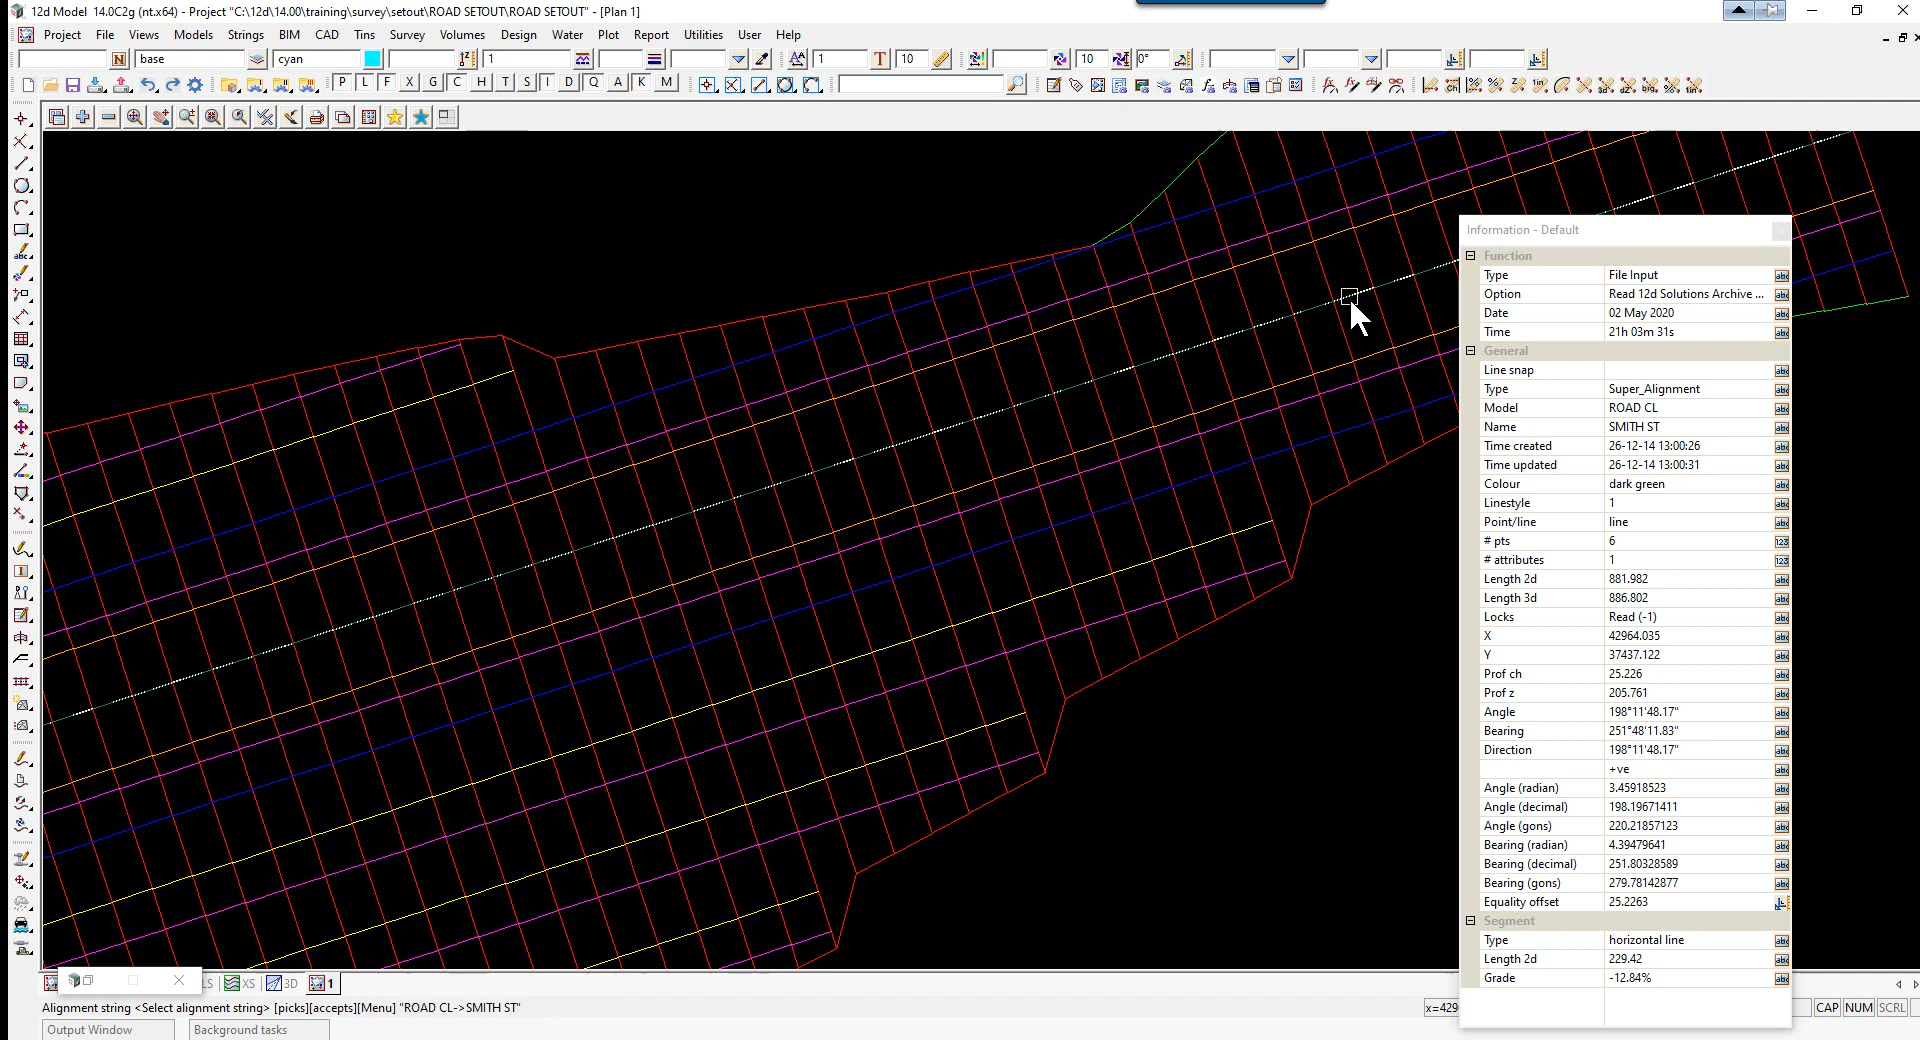 12d Model 14.0C2g (nt.x64) - Project "C:\12d\14.00\training\survey\setout\ROAD SETOUT\ROAD SETOUT" - [Plan 1]
Project File Edit Views Models Strings BIM CAD Tins Survey Volumes Design Water Plot Report Utilities User Help
N base cyan 1 1 T 10 10 0°
P L F X G C H T S I D Q A K M
Information - Default
Function
Type File Input
Option Read 12d Solutions Archive ...
Date 02 May 2020
Time 21h 03m 31s
General
Line snap
Type Super_Alignment
Model ROAD CL
Name SMITH ST
Time created 26-12-14 13:00:26
Time updated 26-12-14 13:00:31
Colour dark green
Linestyle 1
Point/line line
# pts 6
# attributes 1
Length 2d 881.982
Length 3d 886.802
Locks Read (-1)
X 42964.035
Y 37437.122
Prof ch 25.226
Prof z 205.761
Angle 198°11'48.17"
Bearing 251°48'11.83"
Direction 198°11'48.17"
+ve
Angle (radian) 3.45918523
Angle (decimal) 198.19671411
Angle (gons) 220.21857123
Bearing (radian) 4.39479641
Bearing (decimal) 251.80328589
Bearing (gons) 279.78142877
Equality offset 25.2263
Segment
Type horizontal line
Length 2d 229.42
Grade -12.84%
LS XS 3D 1
Alignment string <Select alignment string> [picks][accepts][Menu] "ROAD CL->SMITH ST"
x=429 CAP NUM SCRL
Output Window Background tasks